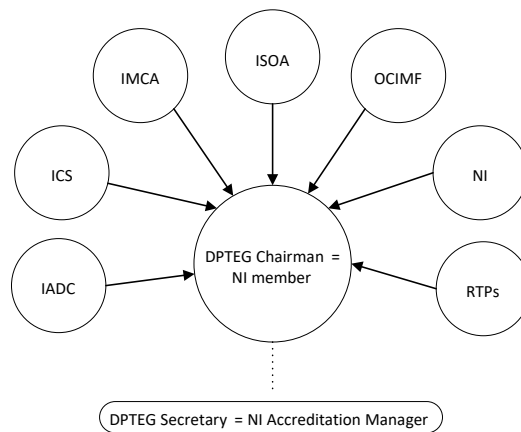 ISOA
IMCA
OCIMF
ICS
NI
DPTEG Chairman =
NI member
IADC
RTPs
DPTEG Secretary = NI Accreditation Manager